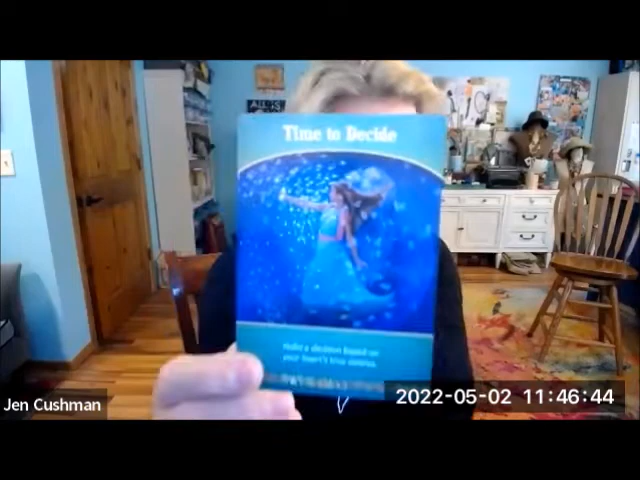 ALL IS
Time to Decide
Make a decision based on
your heart's true desires.
Jen Cushman
2022-05-02 11:46:44